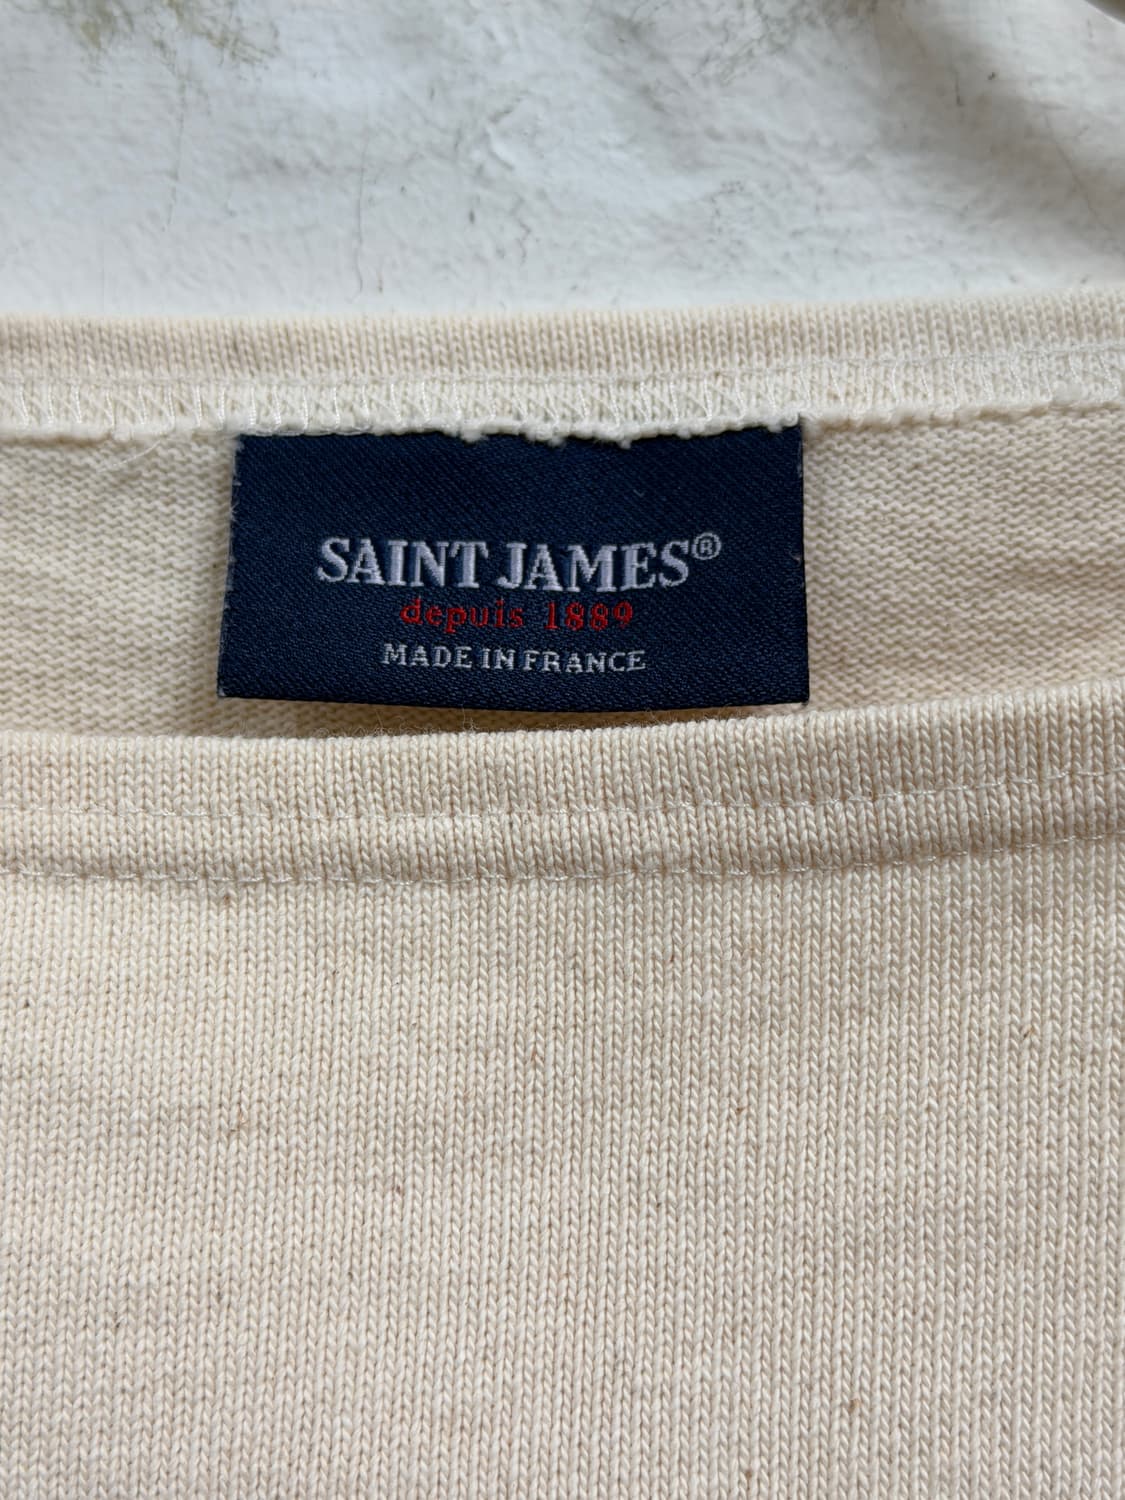 SAINT JAMES®
depuis 1889
MADE IN FRANCE